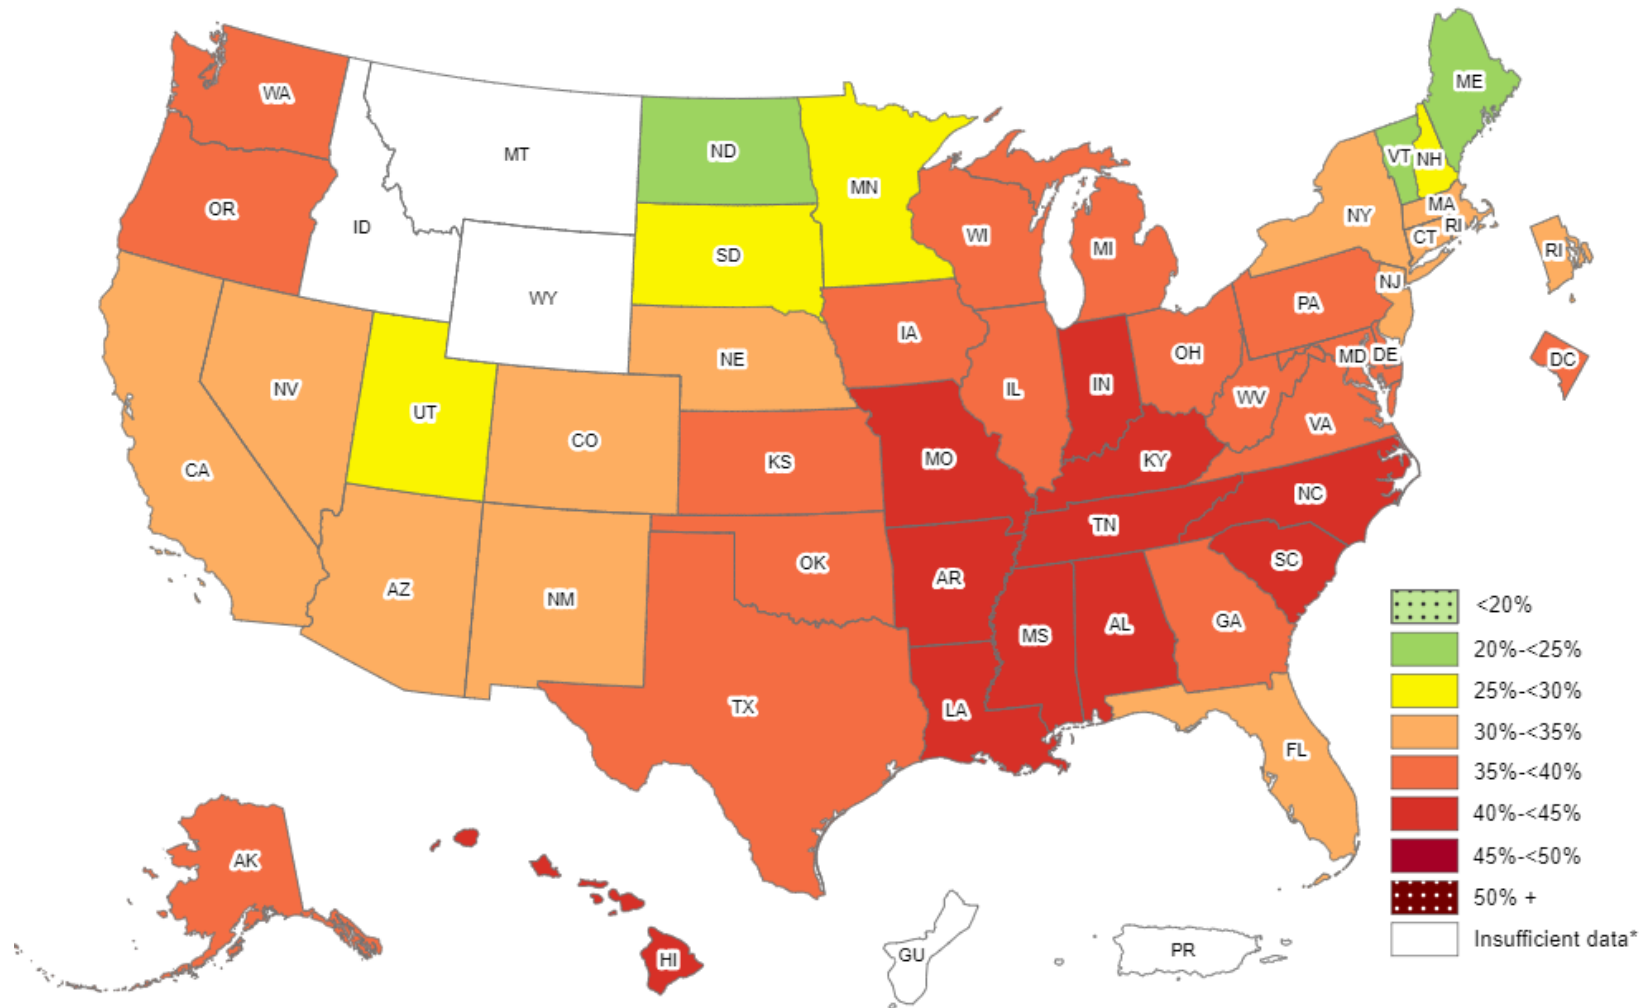 WA
MT
ND
ME
OR
ID
MN
VT
NH
SD
WI
MI
NY
MA
RI
CT
RI
WY
NJ
PA
IA
NE
OH
MD
DE
DC
NV
UT
IL
IN
WV
CO
VA
CA
KS
MO
KY
NC
TN
OK
SC
AZ
NM
AR
GA
AL
MS
TX
LA
FL
AK
HI
GU
PR
<20%
20%-<25%
25%-<30%
30%-<35%
35%-<40%
40%-<45%
45%-<50%
50% +
Insufficient data*